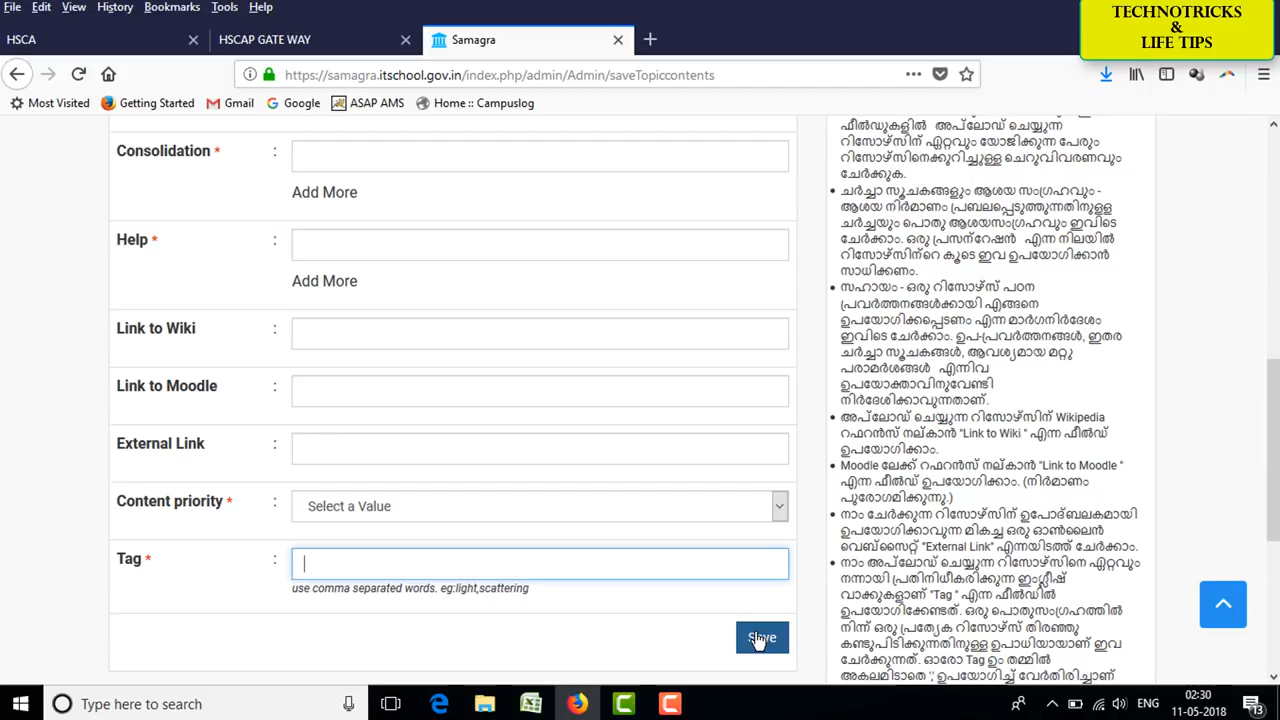 File Edit View History Bookmarks Tools Help
TECHNOTRICKS
&
LIFE TIPS
HSCA
HSCAP GATE WAY
Samagra
https://samagra.itschool.gov.in/index.php/admin/Admin/saveTopiccontents
Most Visited Getting Started Gmail Google ASAP AMS Home :: Campuslog
Consolidation * :
Add More
Help * :
Add More
Link to Wiki :
Link to Moodle :
External Link :
Content priority * : Select a Value
Tag * :
use comma separated words. eg:light,scattering
Save
ഫീൽഡുകളിൽ അപ്‌ലോഡ് ചെയ്യുന്ന
റിസോഴ്‌സിന് ഏറ്റവും യോജിക്കുന്ന പേരും
റിസോഴ്‌സിനെക്കുറിച്ചുള്ള ചെറുവിവരണവും
ചേർക്കുക.
• ചർച്ചാ സൂചകങ്ങളും ആശയ സംഗ്രഹവും -
ആശയ നിർമാണം പ്രബലപ്പെടുത്തുന്നതിനുള്ള
ചർച്ചയും പൊതു ആശയസംഗ്രഹവും ഇവിടെ
ചേർക്കാം. ഒരു പ്രസന്റേഷൻ എന്ന നിലയിൽ
റിസോഴ്‌സിന്റെ കൂടെ ഇവ ഉപയോഗിക്കാൻ
സാധിക്കണം.
• സഹായം - ഒരു റിസോഴ്‌സ് പഠന
പ്രവർത്തനങ്ങൾക്കായി എങ്ങനെ
ഉപയോഗിക്കപ്പെടണം എന്ന മാർഗനിർദേശം
ഇവിടെ ചേർക്കാം. ഉപ-പ്രവർത്തനങ്ങൾ, ഇതര
ചർച്ചാ സൂചകങ്ങൾ, ആവശ്യമായ മറ്റു
പരാമർശങ്ങൾ എന്നിവ
ഉപയോക്താവിനുവേണ്ടി
നിർദേശിക്കാവുന്നതാണ്.
• അപ്‌ലോഡ് ചെയ്യുന്ന റിസോഴ്‌സിന് Wikipedia
റഫറൻസ് നല്കാൻ "Link to Wiki " എന്ന ഫീൽഡ്
ഉപയോഗിക്കാം.
• Moodle ലേക്ക് റഫറൻസ് നല്കാൻ "Link to Moodle "
എന്ന ഫീൽഡ് ഉപയോഗിക്കാം. (നിർമാണം
പുരോഗമിക്കുന്നു.)
• നാം ചേർക്കുന്ന റിസോഴ്‌സിന് ഉപോദ്ബലകമായി
ഉപയോഗിക്കാവുന്ന മികച്ച ഒരു ഓൺലൈൻ
വെബ്‌സൈറ്റ് "External Link" എന്നയിടത്ത് ചേർക്കാം.
• നാം അപ്‌ലോഡ് ചെയ്യുന്ന റിസോഴ്‌സിനെ ഏറ്റവും
നന്നായി പ്രതിനിധീകരിക്കുന്ന ഇംഗ്ലീഷ്
വാക്കുകളാണ് "Tag " എന്ന ഫീൽഡിൽ
ഉപയോഗിക്കേണ്ടത്. ഒരു പൊതുസംഗ്രഹത്തിൽ
നിന്ന് ഒരു പ്രത്യേക റിസോഴ്‌സ് തിരഞ്ഞു
കണ്ടുപിടിക്കുന്നതിനുള്ള ഉപാധിയായാണ് ഇവ
ചേർക്കുന്നത്. ഓരോ Tag ഉം തമ്മിൽ
അകലമിടാതെ ',' ഉപയോഗിച്ച് വേർതിരിച്ചാണ്
Type here to search
ENG
02:30
11-05-2018
13